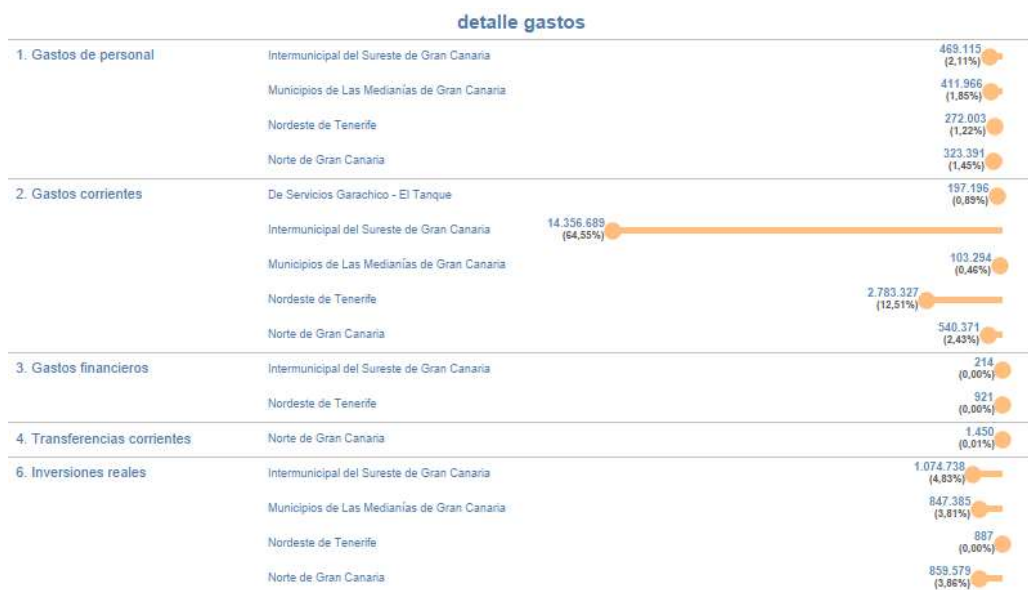 detalle gastos
1. Gastos de personal
Intermunicipal del Sureste de Gran Canaria
469.115
(2,11%)
Municipios de Las Medianías de Gran Canaria
411.966
(1,85%)
Nordeste de Tenerife
272.003
(1,22%)
Norte de Gran Canaria
323.391
(1,45%)
2. Gastos corrientes
De Servicios Garachico - El Tanque
197.196
(0,89%)
Intermunicipal del Sureste de Gran Canaria
14.356.689
(64,55%)
Municipios de Las Medianías de Gran Canaria
103.294
(0,46%)
Nordeste de Tenerife
2.783.327
(12,51%)
Norte de Gran Canaria
540.371
(2,43%)
3. Gastos financieros
Intermunicipal del Sureste de Gran Canaria
214
(0,00%)
Nordeste de Tenerife
921
(0,00%)
4. Transferencias corrientes
Norte de Gran Canaria
1.450
(0,01%)
6. Inversiones reales
Intermunicipal del Sureste de Gran Canaria
1.074.738
(4,83%)
Municipios de Las Medianías de Gran Canaria
847.385
(3,81%)
Nordeste de Tenerife
887
(0,00%)
Norte de Gran Canaria
859.579
(3,86%)